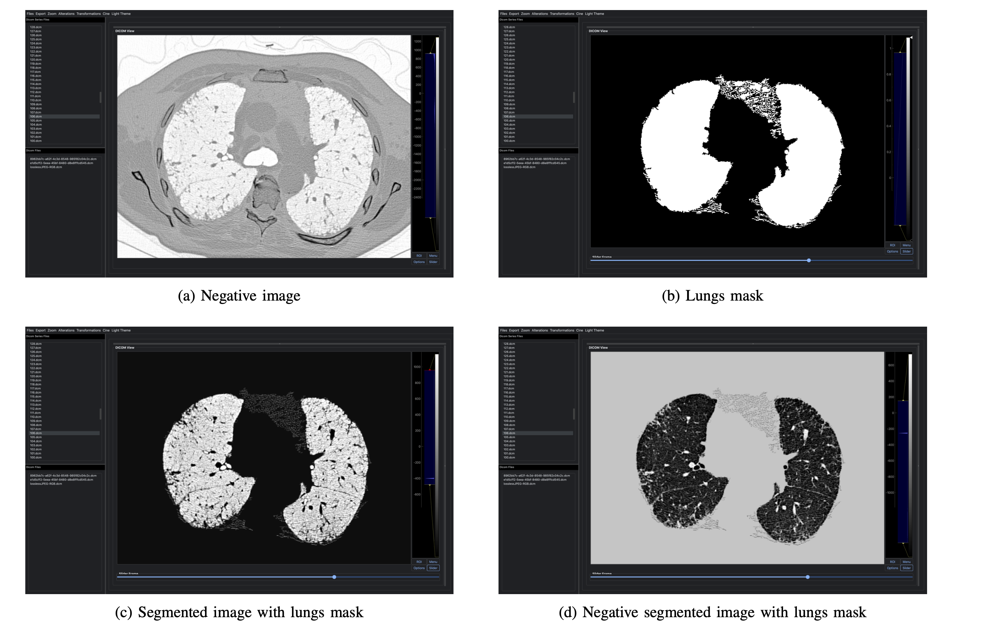 Files Export Zoom Alterations Transformations Cine Light Theme
Dicom Series Files
128.dcm
127.dcm
126.dcm
125.dcm
124.dcm
123.dcm
122.dcm
121.dcm
120.dcm
119.dcm
118.dcm
117.dcm
116.dcm
115.dcm
114.dcm
113.dcm
112.dcm
111.dcm
110.dcm
109.dcm
108.dcm
107.dcm
106.dcm
105.dcm
104.dcm
103.dcm
102.dcm
101.dcm
100.dcm
Dicom Files
8962bb7c-a62f-4c3d-8548-985f82c04c2c.dcm
e1d5cff2-5eea-45bf-8480-d8e8fffcd545.dcm
losslessJPEG-RGB.dcm
DICOM View
1200
1000
800
600
400
200
0
-200
-400
-600
-800
-1000
-1200
-1400
-1600
-1800
-2000
-2200
-2400
ROI Menu
Options Slider
(a) Negative image
Files Export Zoom Alterations Transformations Cine Light Theme
Dicom Series Files
128.dcm
127.dcm
126.dcm
125.dcm
124.dcm
123.dcm
122.dcm
121.dcm
120.dcm
119.dcm
118.dcm
117.dcm
116.dcm
115.dcm
114.dcm
113.dcm
112.dcm
111.dcm
110.dcm
109.dcm
108.dcm
107.dcm
106.dcm
105.dcm
104.dcm
103.dcm
102.dcm
101.dcm
100.dcm
Dicom Files
8962bb7c-a62f-4c3d-8548-985f82c04c2c.dcm
e1d5cff2-5eea-45bf-8480-d8e8fffcd545.dcm
losslessJPEG-RGB.dcm
DICOM View
1
0.8
0.6
0.4
0.2
0
ROI Menu
Options Slider
Slider Frame
(b) Lungs mask
Files Export Zoom Alterations Transformations Cine Light Theme
Dicom Series Files
128.dcm
127.dcm
126.dcm
125.dcm
124.dcm
123.dcm
122.dcm
121.dcm
120.dcm
119.dcm
118.dcm
117.dcm
116.dcm
115.dcm
114.dcm
113.dcm
112.dcm
111.dcm
110.dcm
109.dcm
108.dcm
107.dcm
106.dcm
105.dcm
104.dcm
103.dcm
102.dcm
101.dcm
100.dcm
Dicom Files
8962bb7c-a62f-4c3d-8548-985f82c04c2c.dcm
e1d5cff2-5eea-45bf-8480-d8e8fffcd545.dcm
losslessJPEG-RGB.dcm
DICOM View
1000
800
600
400
200
0
-200
-400
-600
ROI Menu
Options Slider
Slider Frame
(c) Segmented image with lungs mask
Files Export Zoom Alterations Transformations Cine Light Theme
Dicom Series Files
128.dcm
127.dcm
126.dcm
125.dcm
124.dcm
123.dcm
122.dcm
121.dcm
120.dcm
119.dcm
118.dcm
117.dcm
116.dcm
115.dcm
114.dcm
113.dcm
112.dcm
111.dcm
110.dcm
109.dcm
108.dcm
107.dcm
106.dcm
105.dcm
104.dcm
103.dcm
102.dcm
101.dcm
100.dcm
Dicom Files
8962bb7c-a62f-4c3d-8548-985f82c04c2c.dcm
e1d5cff2-5eea-45bf-8480-d8e8fffcd545.dcm
losslessJPEG-RGB.dcm
DICOM View
600
400
200
0
-200
-400
-600
-800
-1000
ROI Menu
Options Slider
Slider Frame
(d) Negative segmented image with lungs mask